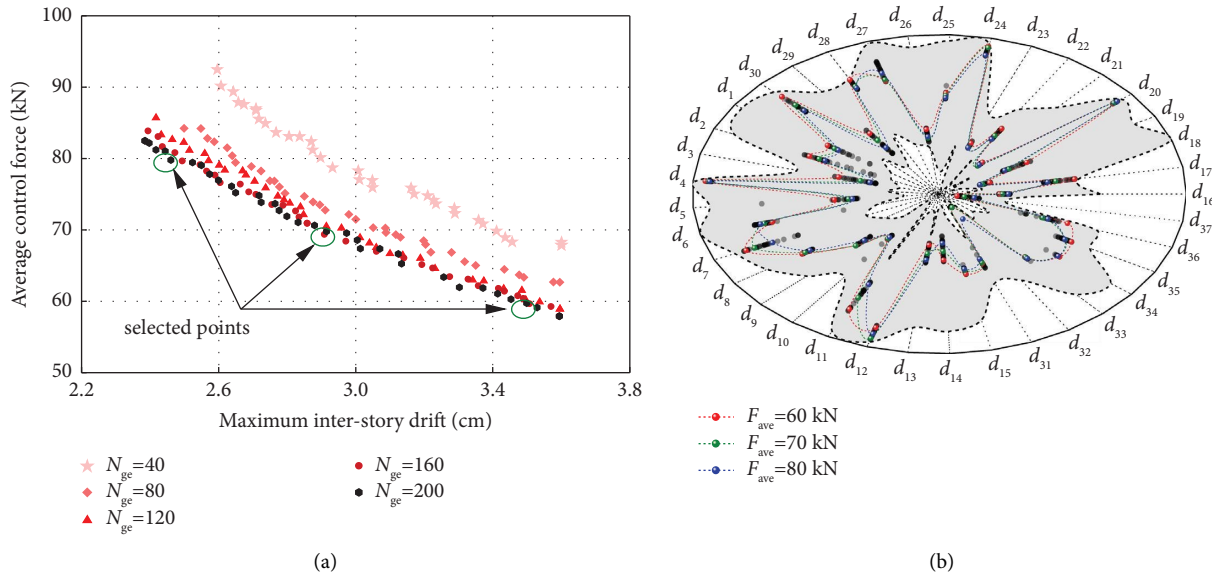 100
90
80
70
60
50
Average control force (kN)
selected points
2.2 2.6 3.0 3.4 3.8
Maximum inter-story drift (cm)
N_ge=40
N_ge=80
N_ge=120
N_ge=160
N_ge=200
(a)
d_1
d_2
d_3
d_4
d_5
d_6
d_7
d_8
d_9
d_10
d_11
d_12
d_13
d_14
d_15
d_31
d_32
d_33
d_34
d_35
d_36
d_37
d_16
d_17
d_18
d_19
d_20
d_21
d_22
d_23
d_24
d_25
d_26
d_27
d_28
d_29
d_30
F_ave=60 kN
F_ave=70 kN
F_ave=80 kN
(b)